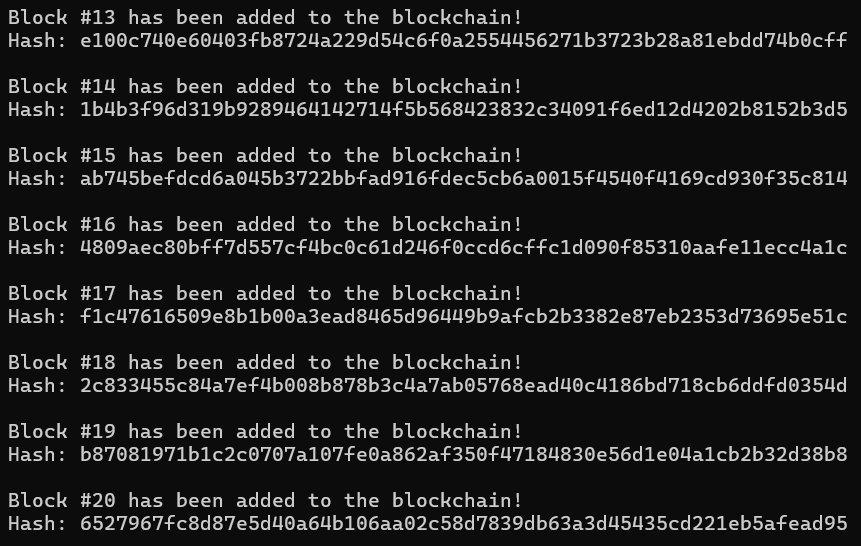 Block #13 has been added to the blockchain!
Hash: e100c740e60403fb8724a229d54c6f0a2554456271b3723b28a81ebdd74b0cff
Block #14 has been added to the blockchain!
Hash: 1b4b3f96d319b9289464142714f5b568423832c34091f6ed12d4202b8152b3d5
Block #15 has been added to the blockchain!
Hash: ab745befdcd6a045b3722bbfad916fdec5cb6a0015f4540f4169cd930f35c814
Block #16 has been added to the blockchain!
Hash: 4809aec80bff7d557cf4bc0c61d246f0ccd6cffc1d090f85310aafe11ecc4a1c
Block #17 has been added to the blockchain!
Hash: f1c47616509e8b1b00a3ead8465d96449b9afcb2b3382e87eb2353d73695e51c
Block #18 has been added to the blockchain!
Hash: 2c833455c84a7ef4b008b878b3c4a7ab05768ead40c4186bd718cb6ddfd0354d
Block #19 has been added to the blockchain!
Hash: b87081971b1c2c0707a107fe0a862af350f47184830e56d1e04a1cb2b32d38b8
Block #20 has been added to the blockchain!
Hash: 6527967fc8d87e5d40a64b106aa02c58d7839db63a3d45435cd221eb5afead95